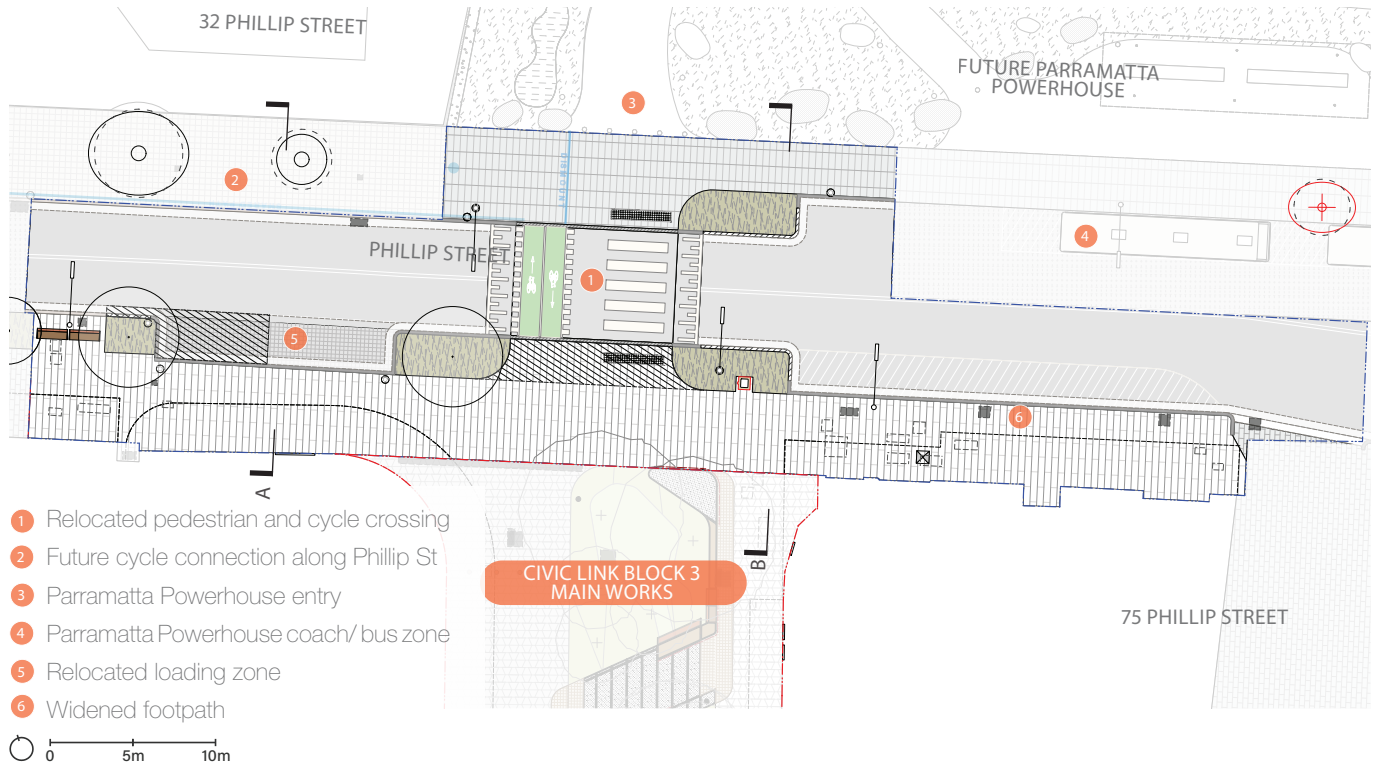 32 PHILLIP STREET
FUTURE PARRAMATTA
POWERHOUSE
3
2
PHILLIP STREET
4
1
5
6
A
B
CIVIC LINK BLOCK 3
MAIN WORKS
75 PHILLIP STREET
1 Relocated pedestrian and cycle crossing
2 Future cycle connection along Phillip St
3 Parramatta Powerhouse entry
4 Parramatta Powerhouse coach/ bus zone
5 Relocated loading zone
6 Widened footpath
0 5m 10m